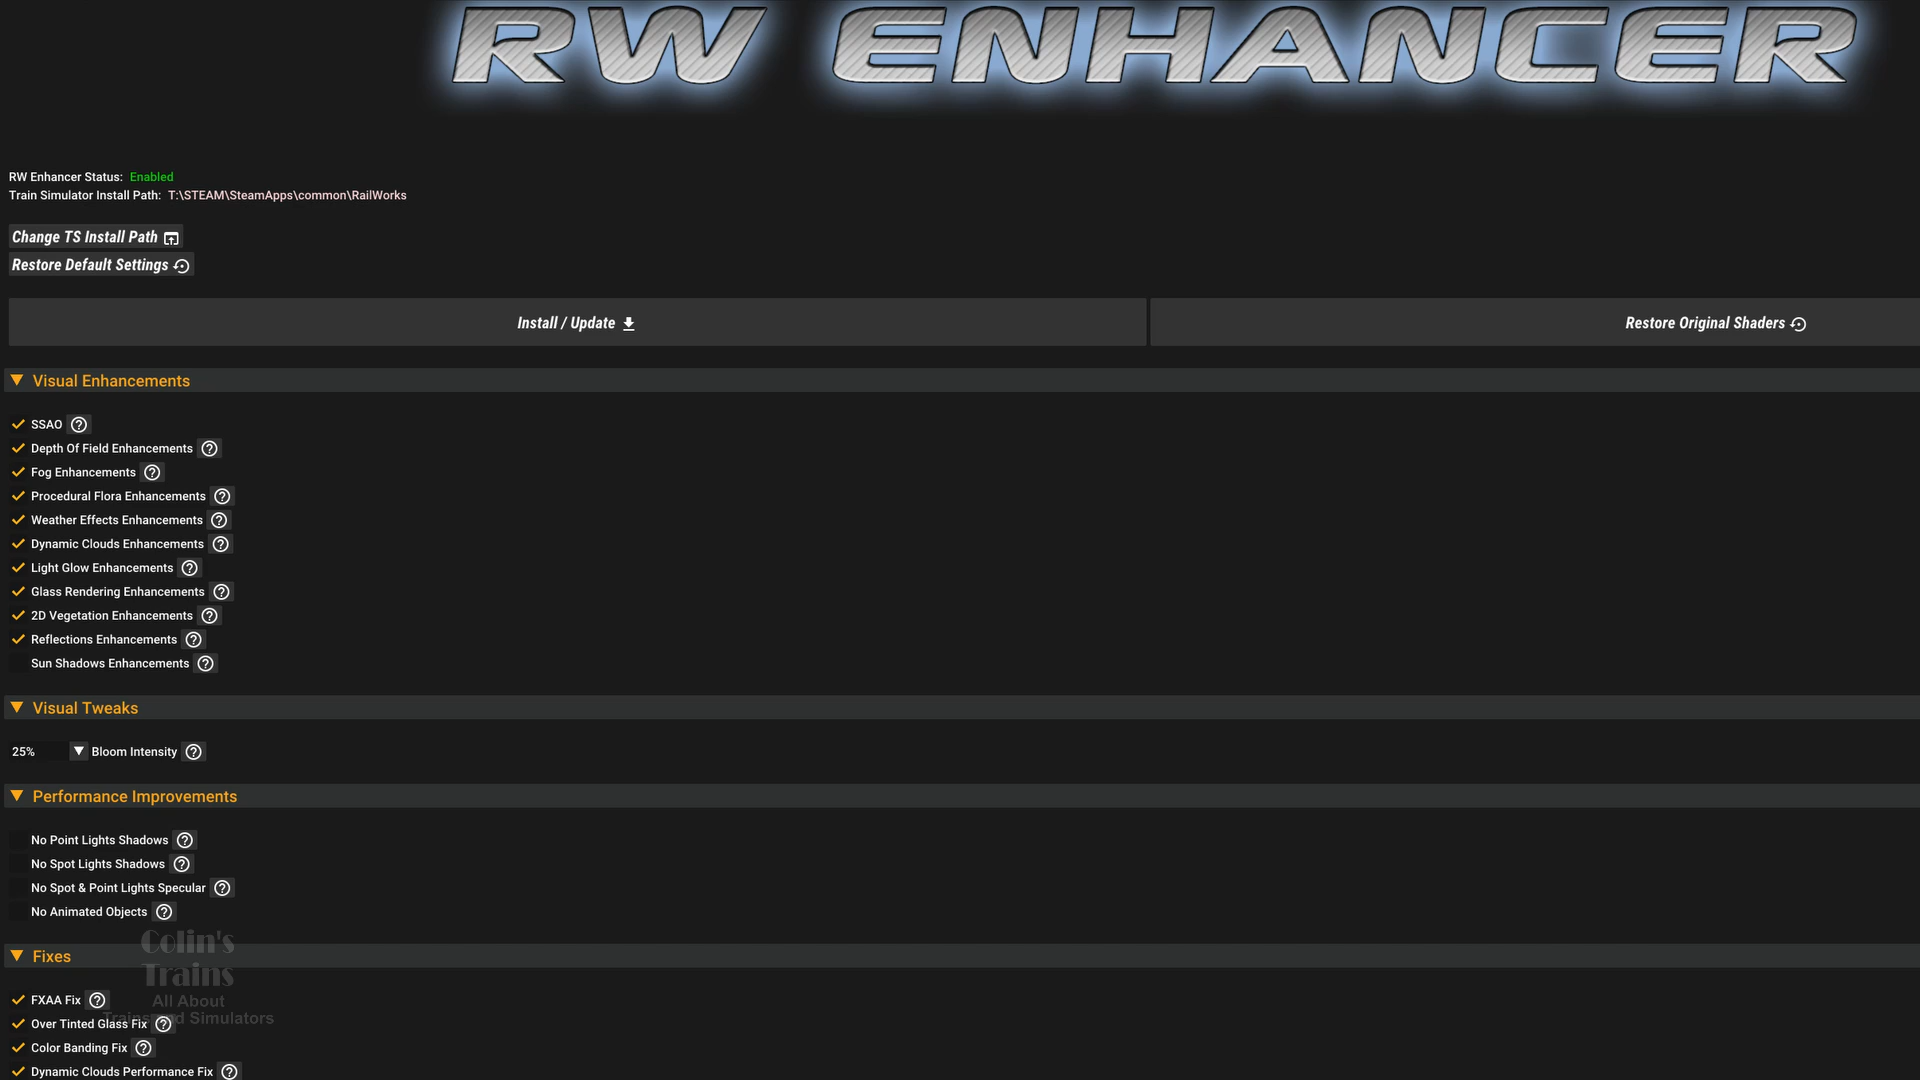 RW ENHANCER
RW Enhancer Status: Enabled
Train Simulator Install Path: T:\STEAM\SteamApps\common\RailWorks
Change TS Install Path
Restore Default Settings
Install / Update
Restore Original Shaders
Visual Enhancements
SSAO
Depth Of Field Enhancements
Fog Enhancements
Procedural Flora Enhancements
Weather Effects Enhancements
Dynamic Clouds Enhancements
Light Glow Enhancements
Glass Rendering Enhancements
2D Vegetation Enhancements
Reflections Enhancements
Sun Shadows Enhancements
Visual Tweaks
25% Bloom Intensity
Performance Improvements
No Point Lights Shadows
No Spot Lights Shadows
No Spot & Point Lights Specular
No Animated Objects
Colin's
Fixes
Trains
FXAA Fix
All About
Trains and Simulators
Over Tinted Glass Fix
Color Banding Fix
Dynamic Clouds Performance Fix